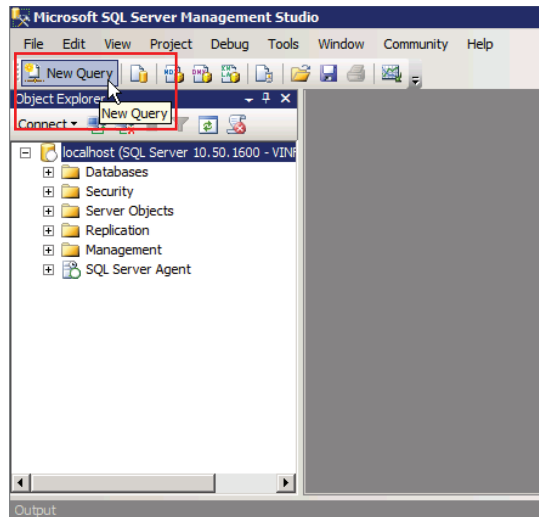 Microsoft SQL Server Management Studio
File Edit View Project Debug Tools Window Community Help
New Query
Object Explorer
New Query
Connect
localhost (SQL Server 10.50.1600 - VINF
Databases
Security
Server Objects
Replication
Management
SQL Server Agent
Output